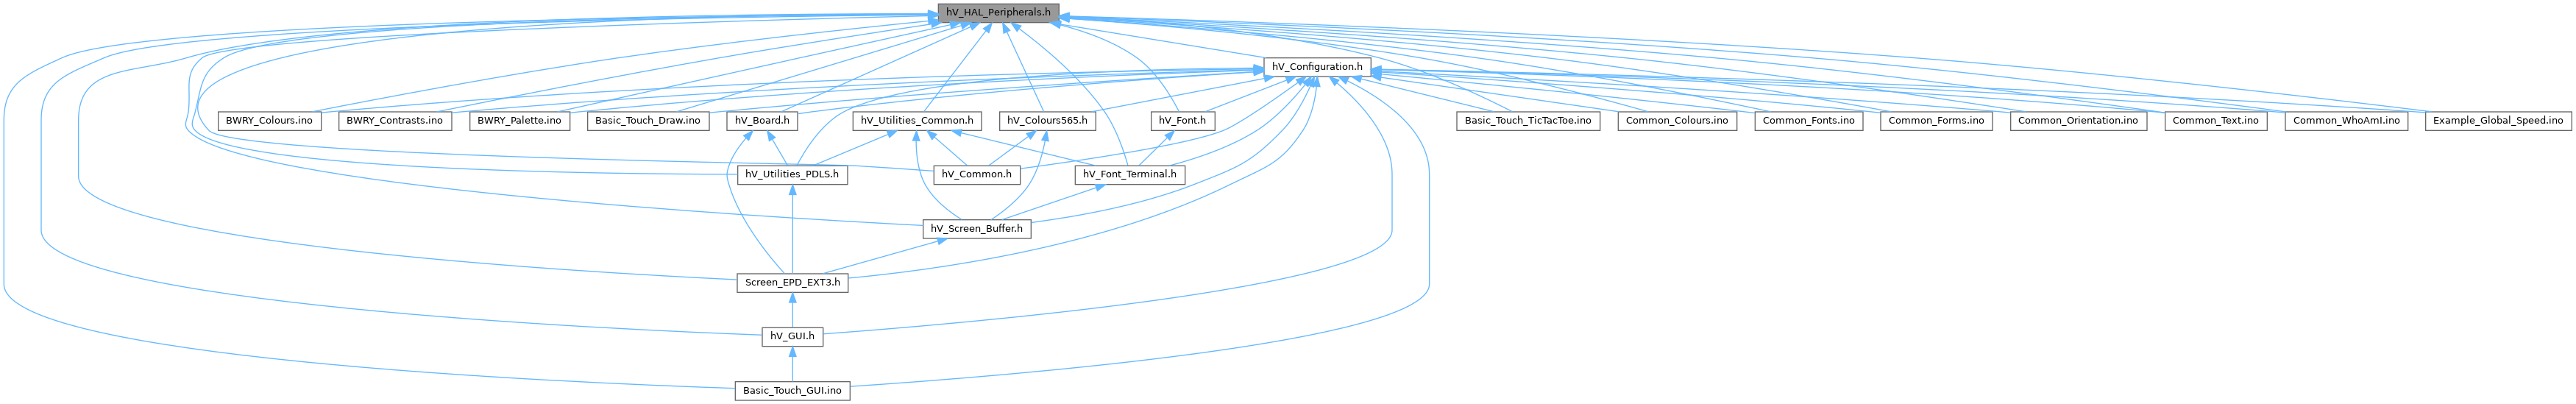 hV_HAL_Peripherals.h
hV_Configuration.h
BWRY_Colours.ino
BWRY_Contrasts.ino
BWRY_Palette.ino
Basic_Touch_Draw.ino
hV_Board.h
hV_Utilities_Common.h
hV_Colours565.h
hV_Font.h
Basic_Touch_TicTacToe.ino
Common_Colours.ino
Common_Fonts.ino
Common_Forms.ino
Common_Orientation.ino
Common_Text.ino
Common_WhoAmI.ino
Example_Global_Speed.ino
hV_Utilities_PDLS.h
hV_Common.h
hV_Font_Terminal.h
hV_Screen_Buffer.h
Screen_EPD_EXT3.h
hV_GUI.h
Basic_Touch_GUI.ino